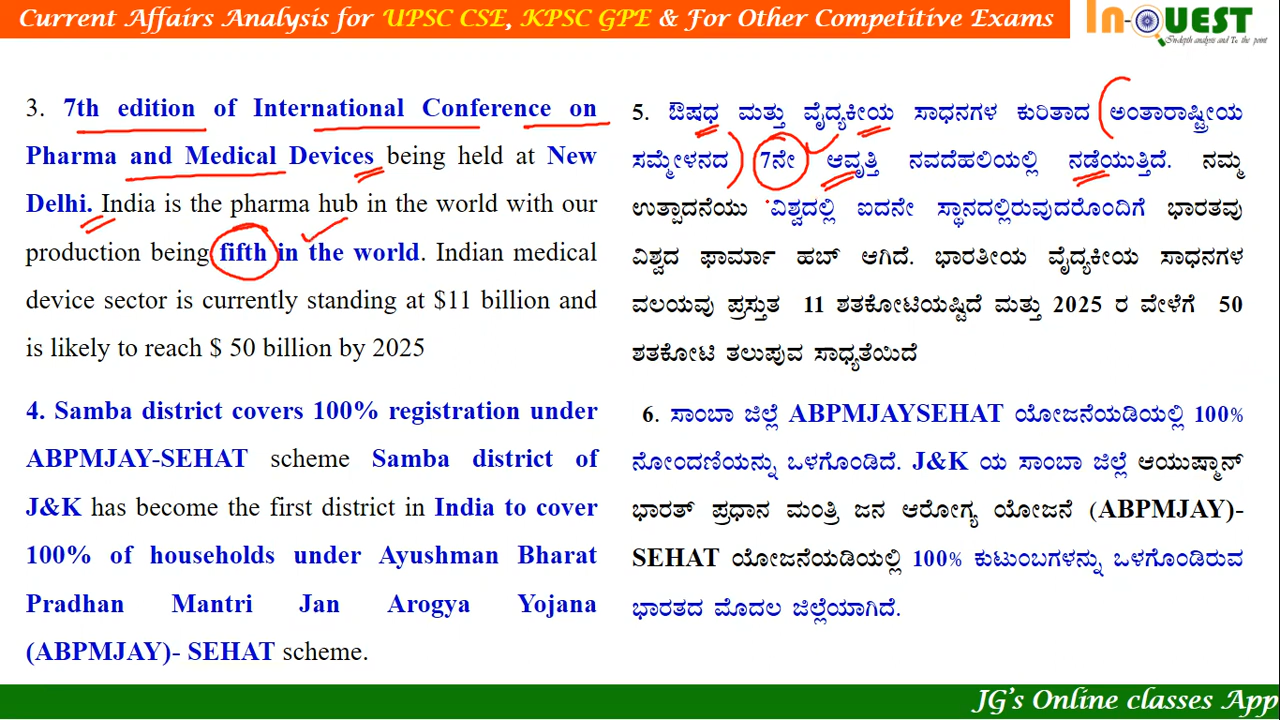 Current Affairs Analysis for UPSC CSE, KPSC GPE & For Other Competitive Exams
In-QUEST
In-depth analysis and To the point
3. 7th edition of International Conference on
Pharma and Medical Devices being held at New
Delhi. India is the pharma hub in the world with our
production being fifth in the world. Indian medical
device sector is currently standing at $11 billion and
is likely to reach $ 50 billion by 2025
4. Samba district covers 100% registration under
ABPMJAY-SEHAT scheme Samba district of
J&K has become the first district in India to cover
100% of households under Ayushman Bharat
Pradhan Mantri Jan Arogya Yojana
(ABPMJAY)- SEHAT scheme.
5. ಔಷಧ ಮತ್ತು ವೈದ್ಯಕೀಯ ಸಾಧನಗಳ ಕುರಿತಾದ ಅಂತಾರಾಷ್ಟ್ರೀಯ
ಸಮ್ಮೇಳನದ 7ನೇ ಆವೃತ್ತಿ ನವದೆಹಲಿಯಲ್ಲಿ ನಡೆಯುತ್ತಿದೆ. ನಮ್ಮ
ಉತ್ಪಾದನೆಯು ವಿಶ್ವದಲ್ಲಿ ಐದನೇ ಸ್ಥಾನದಲ್ಲಿರುವುದರೊಂದಿಗೆ ಭಾರತವು
ವಿಶ್ವದ ಫಾರ್ಮಾ ಹಬ್ ಆಗಿದೆ. ಭಾರತೀಯ ವೈದ್ಯಕೀಯ ಸಾಧನಗಳ
ವಲಯವು ಪ್ರಸ್ತುತ 11 ಶತಕೋಟಿಯಷ್ಟಿದೆ ಮತ್ತು 2025 ರ ವೇಳೆಗೆ 50
ಶತಕೋಟಿ ತಲುಪುವ ಸಾಧ್ಯತೆಯಿದೆ
6. ಸಾಂಬಾ ಜಿಲ್ಲೆ ABPMJAYSEHAT ಯೋಜನೆಯಡಿಯಲ್ಲಿ 100%
ನೋಂದಣಿಯನ್ನು ಒಳಗೊಂಡಿದೆ. J&K ಯ ಸಾಂಬಾ ಜಿಲ್ಲೆ ಆಯುಷ್ಮಾನ್
ಭಾರತ್ ಪ್ರಧಾನ ಮಂತ್ರಿ ಜನ ಆರೋಗ್ಯ ಯೋಜನೆ (ABPMJAY)-
SEHAT ಯೋಜನೆಯಡಿಯಲ್ಲಿ 100% ಕುಟುಂಬಗಳನ್ನು ಒಳಗೊಂಡಿರುವ
ಭಾರತದ ಮೊದಲ ಜಿಲ್ಲೆಯಾಗಿದೆ.
JG's Online classes App